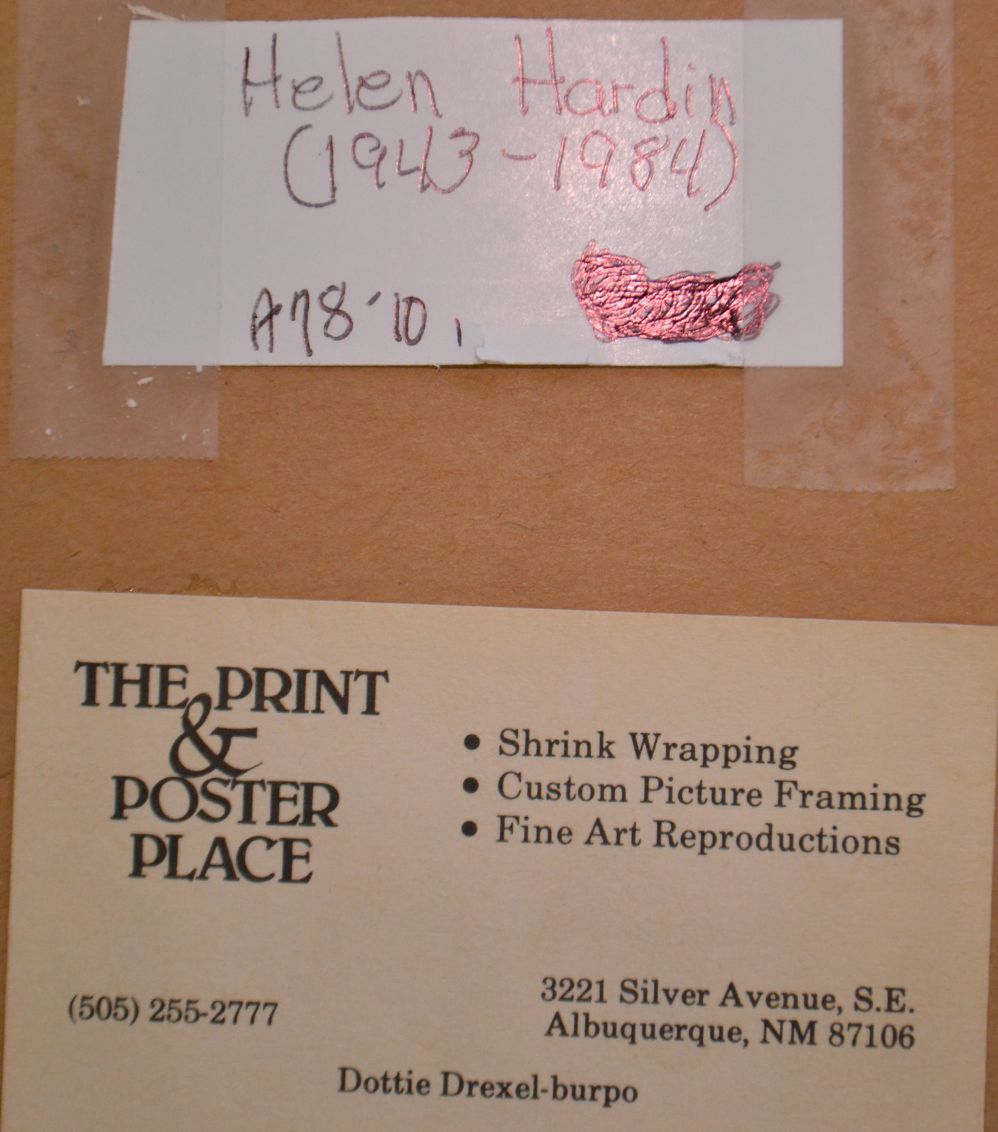 Helen Hardin
(1943-1984)
A78-10,
THE PRINT
&
POSTER
PLACE
• Shrink Wrapping
• Custom Picture Framing
• Fine Art Reproductions
(505) 255-2777
3221 Silver Avenue, S.E.
Albuquerque, NM 87106
Dottie Drexel-burpo